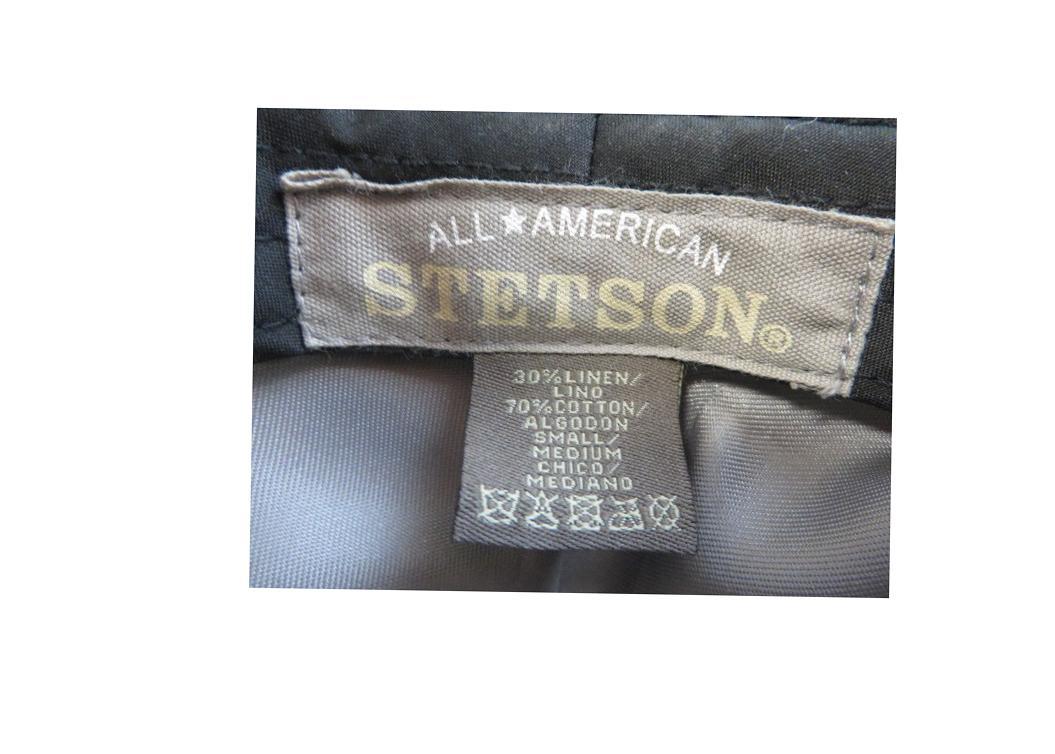 ALL★AMERICAN
STETSON®
30%LINEN/
LINO
70%COTTON/
ALGODON
SMALL/
MEDIUM
CHICO/
MEDIANO